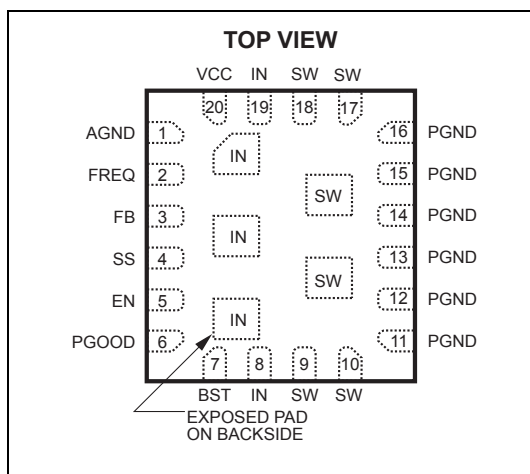 TOP VIEW
VCC IN SW SW
20 19 18 17
AGND 1 16 PGND
IN
FREQ 2 15 PGND
SW
FB 3 14 PGND
IN
SS 4 13 PGND
SW
EN 5 12 PGND
IN
PGOOD 6 11 PGND
7 8 9 10
BST IN SW SW
EXPOSED PAD
ON BACKSIDE